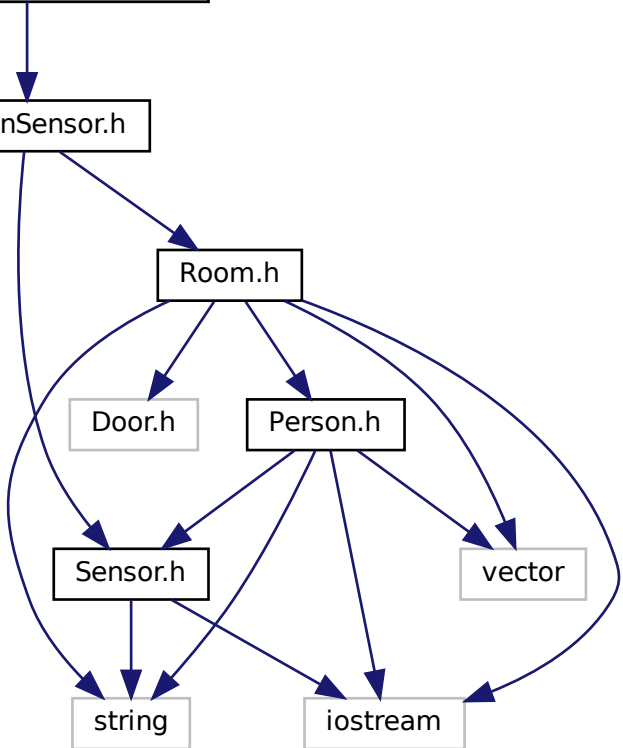 nSensor.h
Room.h
Door.h
Person.h
Sensor.h
vector
string
iostream